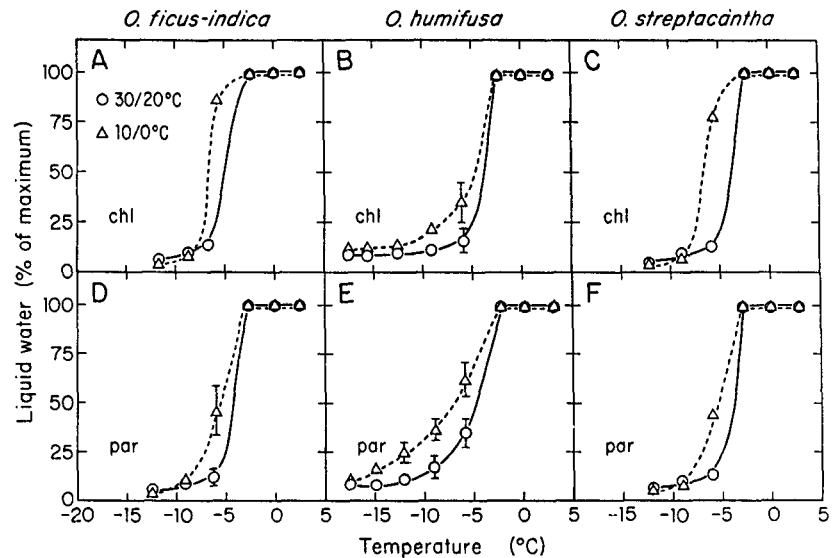 O. ficus-indica
O. humifusa
O. streptacantha
A
B
C
100
75
50
25
0
○ 30/20°C
△ 10/0°C
chl
chl
chl
D
E
F
100
75
50
25
0
par
par
par
-20 -15 -10 -5 0
-15 -10 -5 0
-15 -10 -5 0 5
Liquid water (% of maximum)
Temperature (°C)